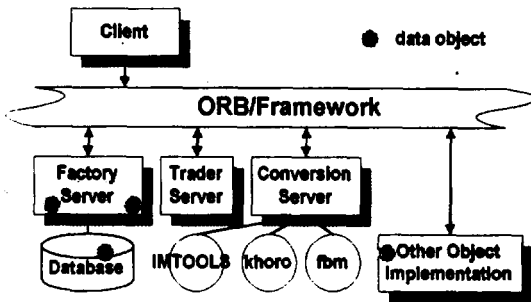 Client
data object
ORB/Framework
Factory
Server
Trader
Server
Conversion
Server
Database
IMTOOLS
khoro
fbm
Other Object
Implementation